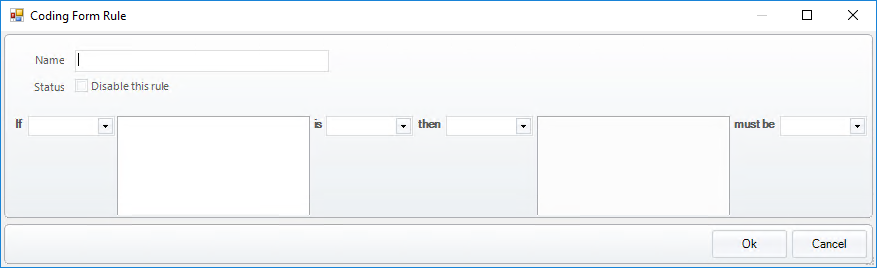 Coding Form Rule
Name
Status Disable this rule
If is then must be
Ok Cancel